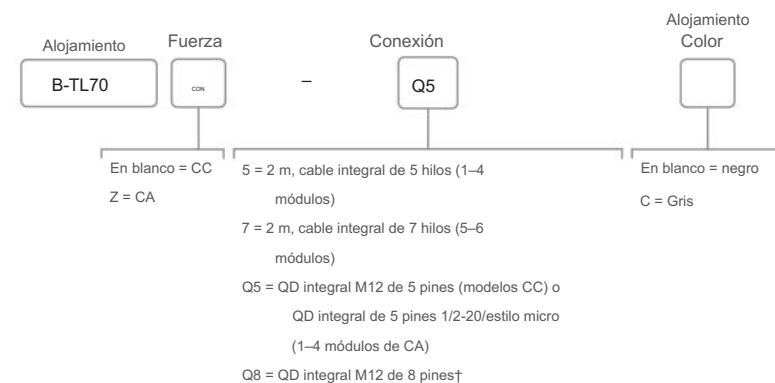 Alojamiento
Fuerza
Conexión
Alojamiento
Color
B-TL70
CON
–
Q5
En blanco = CC
Z = CA
5 = 2 m, cable integral de 5 hilos (1–4
módulos)
7 = 2 m, cable integral de 7 hilos (5–6
módulos)
Q5 = QD integral M12 de 5 pines (modelos CC) o
QD integral de 5 pines 1/2-20/estilo micro
(1–4 módulos de CA)
Q8 = QD integral M12 de 8 pines†
En blanco = negro
C = Gris